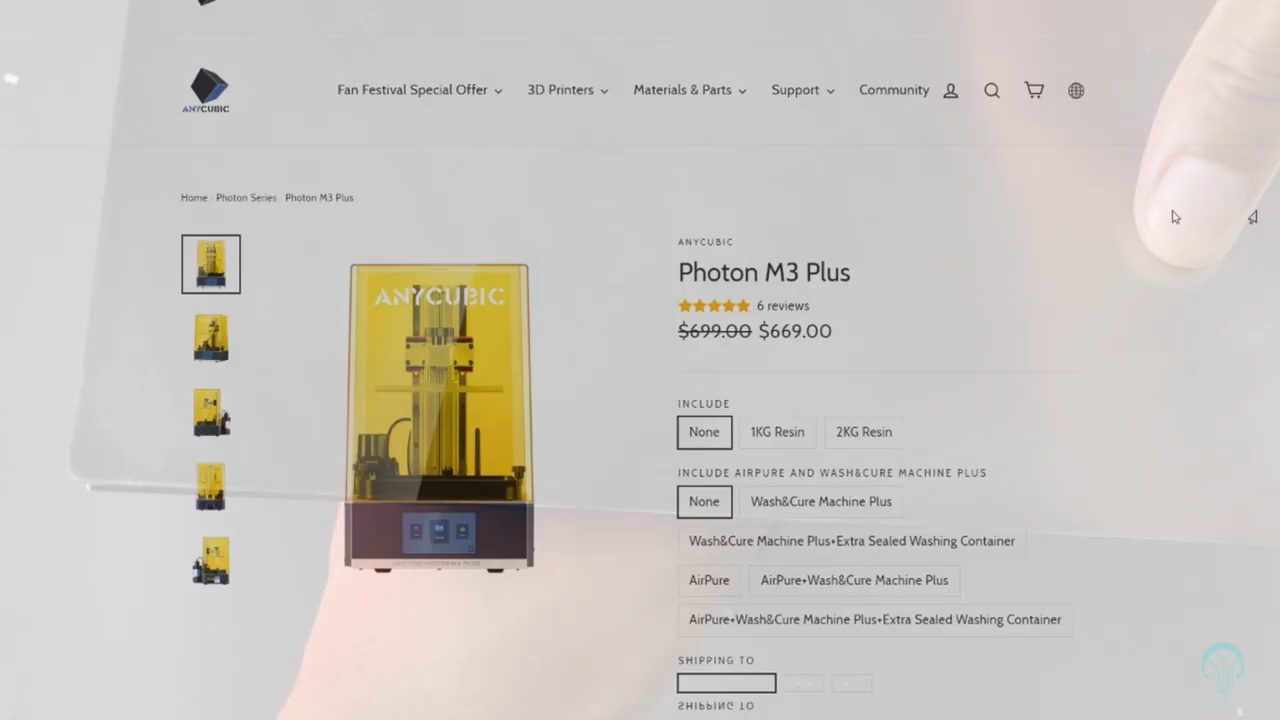 ANYCUBIC
Fan Festival Special Offer
3D Printers
Materials & Parts
Support
Community
Home / Photon Series / Photon M3 Plus
ANYCUBIC
ANYCUBIC
Photon M3 Plus
6 reviews
$699.00 $669.00
INCLUDE
None
1KG Resin
2KG Resin
INCLUDE AIRPURE AND WASH&CURE MACHINE PLUS
None
Wash&Cure Machine Plus
Wash&Cure Machine Plus+Extra Sealed Washing Container
AirPure
AirPure+Wash&Cure Machine Plus
AirPure+Wash&Cure Machine Plus+Extra Sealed Washing Container
SHIPPING TO